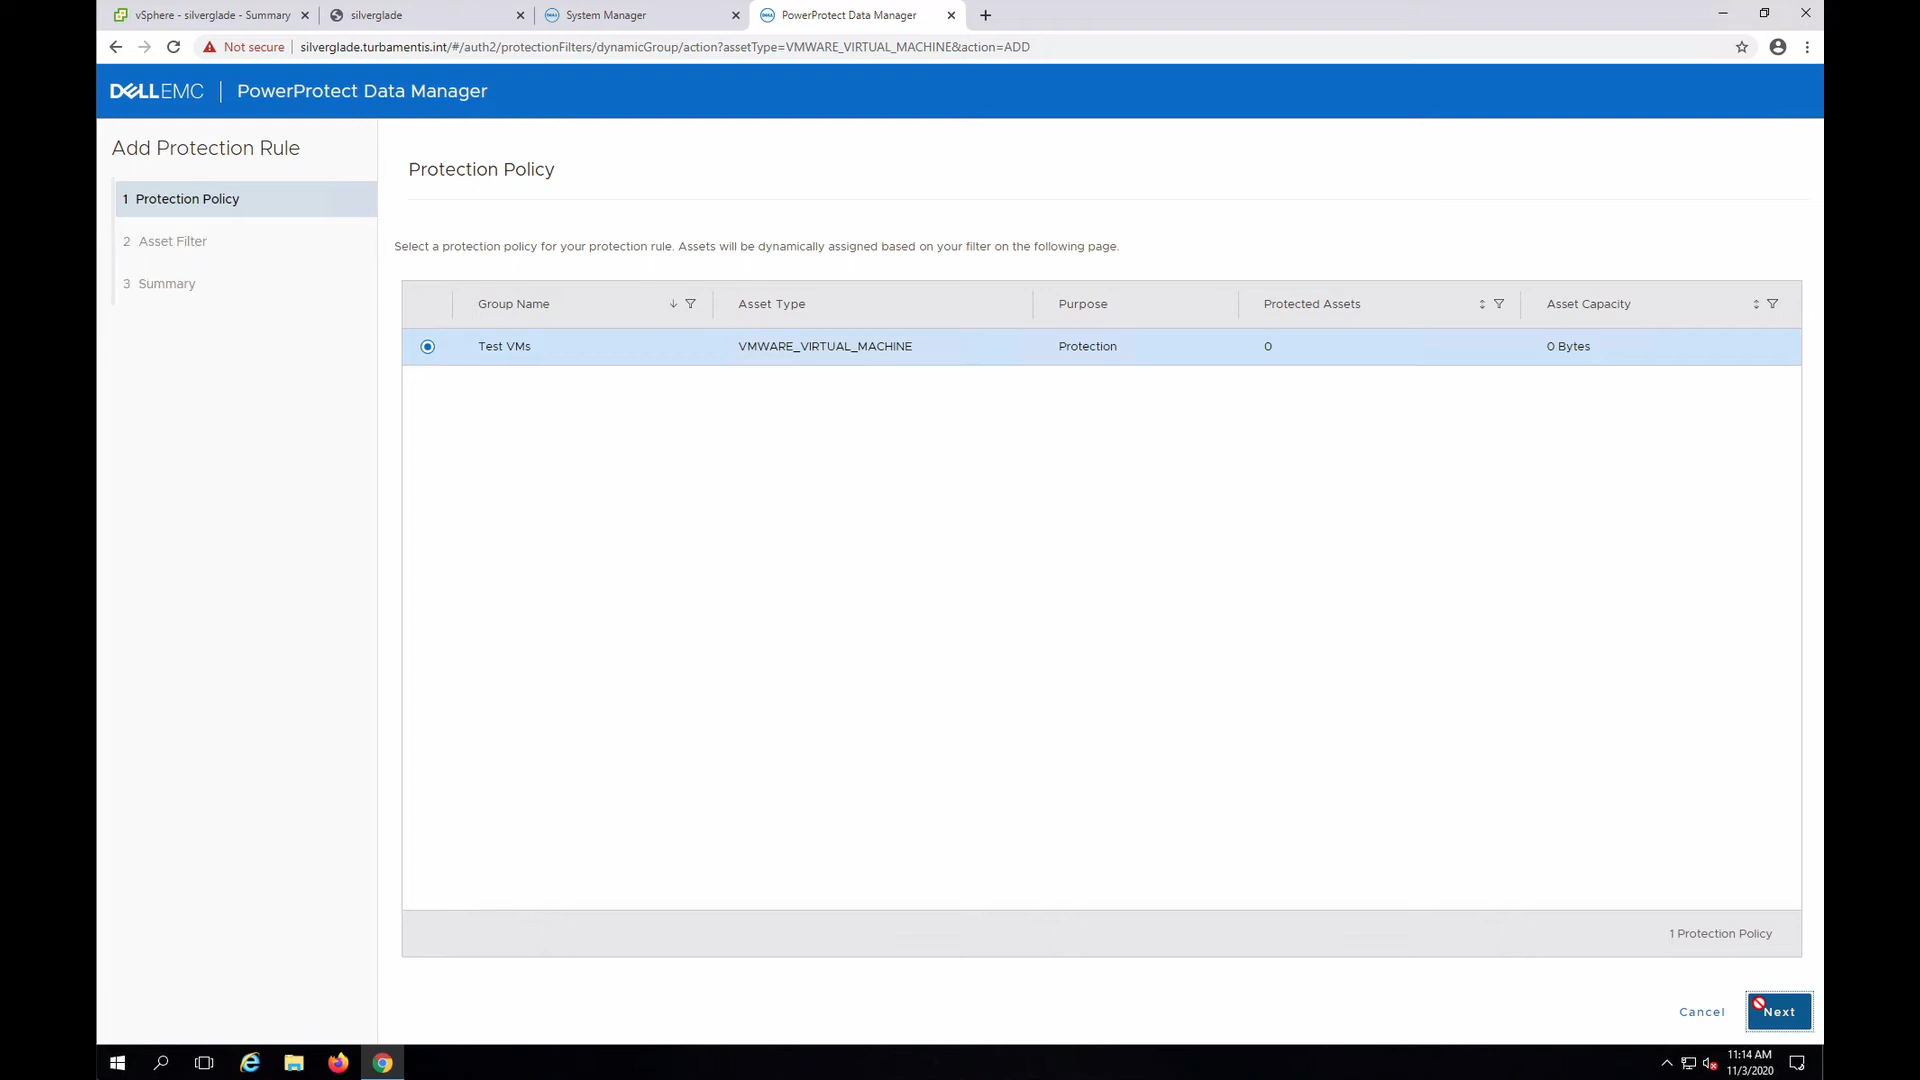 vSphere - silverglade - Summary
silverglade
System Manager
PowerProtect Data Manager
Not secure
silverglade.turbamentis.int/#/auth2/protectionFilters/dynamicGroup/action?assetType=VMWARE_VIRTUAL_MACHINE&action=ADD
DELLEMC
PowerProtect Data Manager
Add Protection Rule
1 Protection Policy
2 Asset Filter
3 Summary
Protection Policy
Select a protection policy for your protection rule. Assets will be dynamically assigned based on your filter on the following page.
Group Name Asset Type Purpose Protected Assets Asset Capacity
Test VMs VMWARE_VIRTUAL_MACHINE Protection 0 0 Bytes
1 Protection Policy
Cancel
Next
11:14 AM
11/3/2020